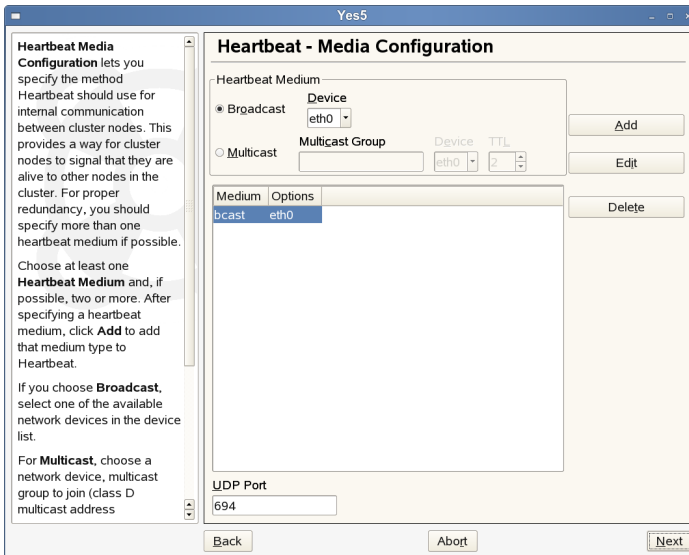 Yes5
Heartbeat Media
Configuration lets you
specify the method
Heartbeat should use for
internal communication
between cluster nodes. This
provides a way for cluster
nodes to signal that they are
alive to other nodes in the
cluster. For proper
redundancy, you should
specify more than one
heartbeat medium if possible.
Choose at least one
Heartbeat Medium and, if
possible, two or more. After
specifying a heartbeat
medium, click Add to add
that medium type to
Heartbeat.
If you choose Broadcast,
select one of the available
network devices in the device
list.
For Multicast, choose a
network device, multicast
group to join (class D
multicast address
Heartbeat - Media Configuration
Heartbeat Medium
Broadcast
Device
eth0
Multicast
Multicast Group
Device
TTL
eth0
2
Add
Edit
Delete
Medium Options
bcast eth0
UDP Port
694
Back
Abort
Next